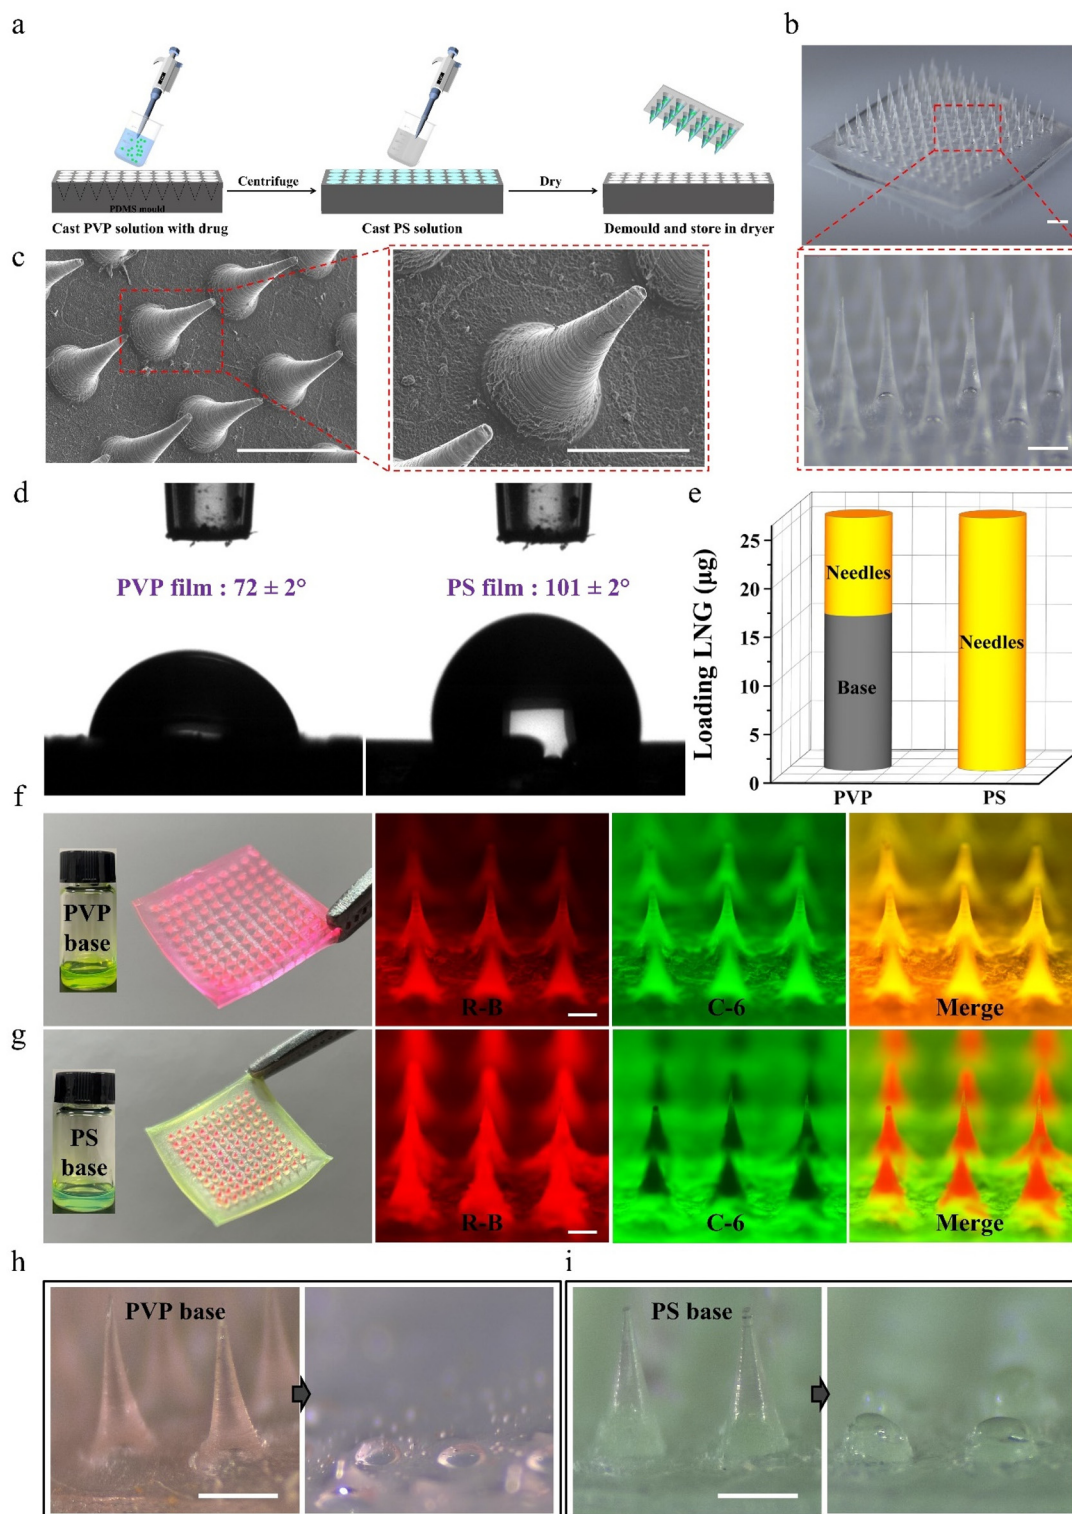 a
b
Centrifuge
Dry
PDMS mould
Cast PVP solution with drug
Cast PS solution
Demould and store in dryer
c
d
e
PVP film : 72 ± 2°
PS film : 101 ± 2°
Loading LNG (μg)
25
20
15
10
5
0
Needles
Base
Needles
PVP
PS
f
PVP
base
R-B
C-6
Merge
g
PS
base
R-B
C-6
Merge
h
i
PVP base
PS base